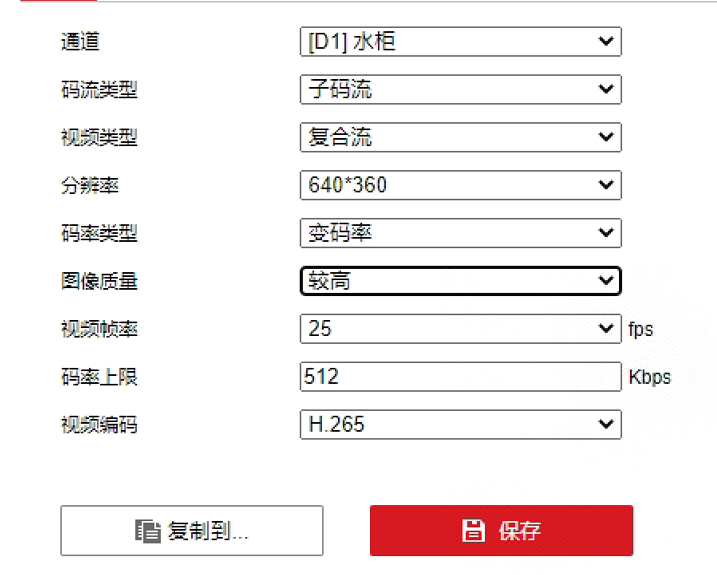 通道 [D1] 水柜
码流类型 子码流
视频类型 复合流
分辨率 640*360
码率类型 变码率
图像质量 较高
视频帧率 25 fps
码率上限 512 Kbps
视频编码 H.265
复制到... 保存